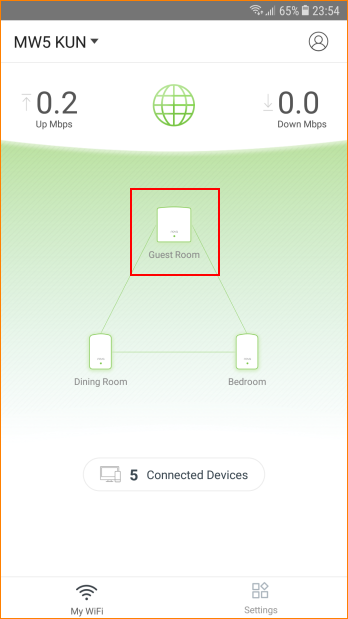 65% 23:54
MW5 KUN
0.2 0.0
Up Mbps Down Mbps
Guest Room
Dining Room Bedroom
5 Connected Devices
My WiFi Settings